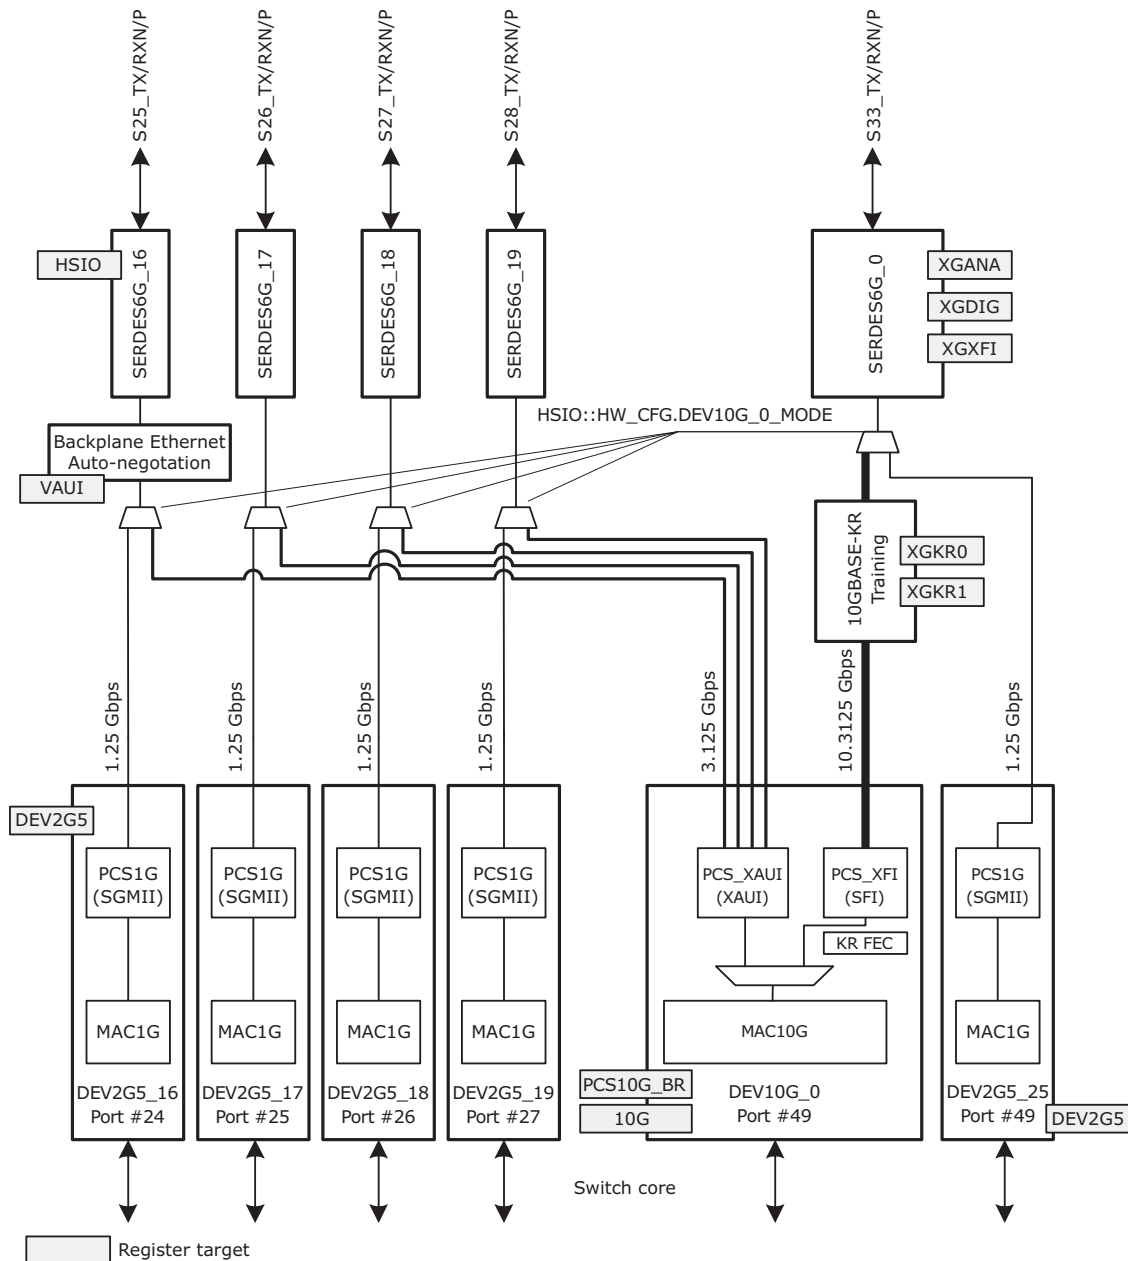 S25_TX/RXN/P
S26_TX/RXN/P
S27_TX/RXN/P
S28_TX/RXN/P
S33_TX/RXN/P
HSIO
SERDES6G_16
SERDES6G_17
SERDES6G_18
SERDES6G_19
SERDES6G_0
XGANA
XGDIG
XGXFI
HSIO::HW_CFG.DEV10G_0_MODE
Backplane Ethernet
Auto-negotation
VAUI
10GBASE-KR
Training
XGKR0
XGKR1
1.25 Gbps
1.25 Gbps
1.25 Gbps
1.25 Gbps
3.125 Gbps
10.3125 Gbps
1.25 Gbps
DEV2G5
PCS1G
(SGMII)
PCS1G
(SGMII)
PCS1G
(SGMII)
PCS1G
(SGMII)
PCS_XAUI
(XAUI)
PCS_XFI
(SFI)
PCS1G
(SGMII)
KR FEC
MAC1G
MAC1G
MAC1G
MAC1G
MAC10G
MAC1G
DEV2G5_16
Port #24
DEV2G5_17
Port #25
DEV2G5_18
Port #26
DEV2G5_19
Port #27
PCS10G_BR
10G
DEV10G_0
Port #49
DEV2G5_25
Port #49
DEV2G5
Switch core
Register target